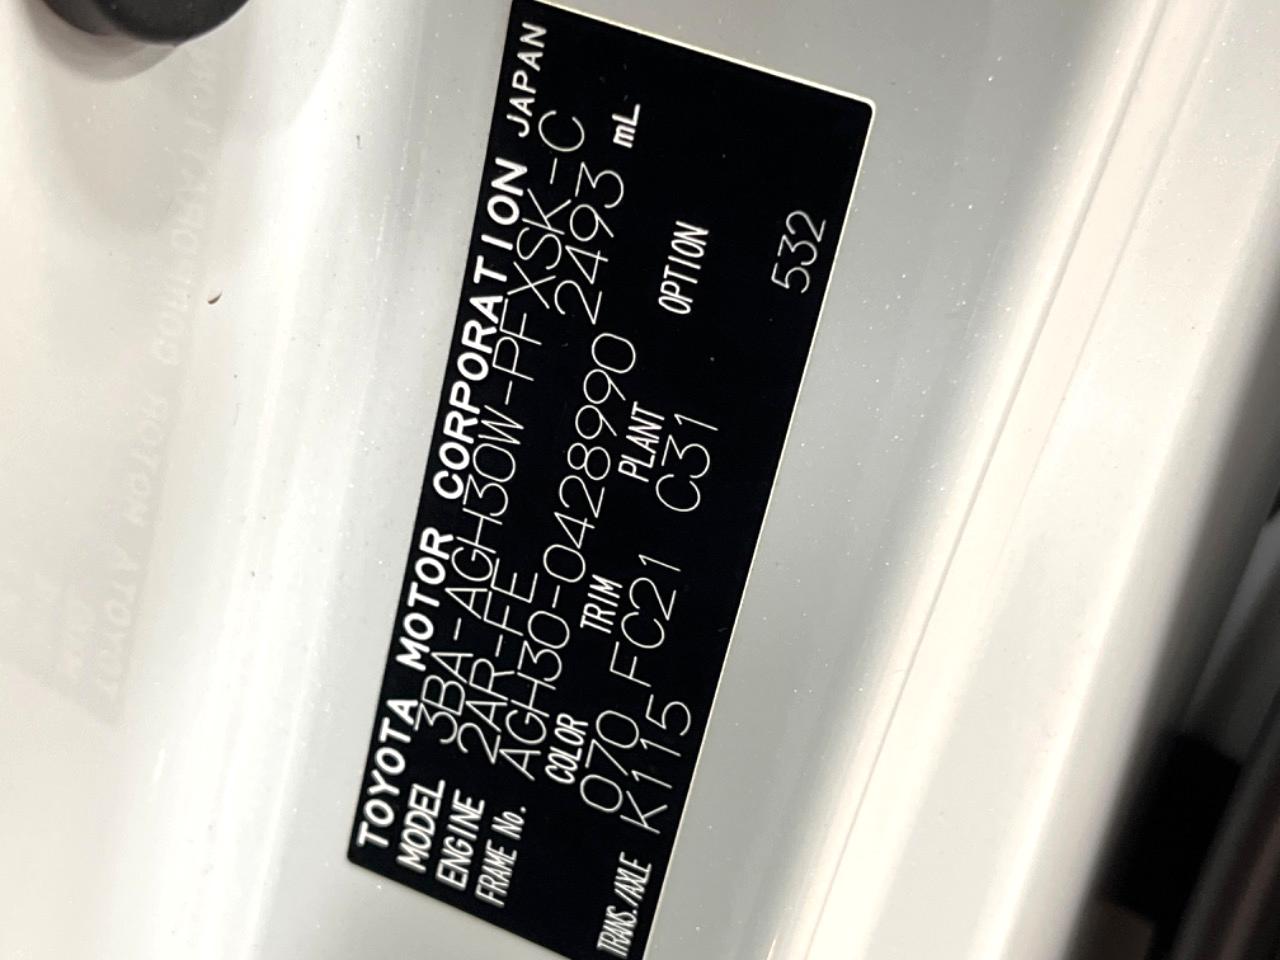 TOYOTA MOTOR CORPORATION JAPAN
MODEL 3BA-AGH30W-PFXSK-C
ENGINE 2AR-FE 2493 mL
FRAME No. AGH30-0428990
COLOR TRIM PLANT OPTION
070 FC21 C31
TRANS./AXLE K115 532